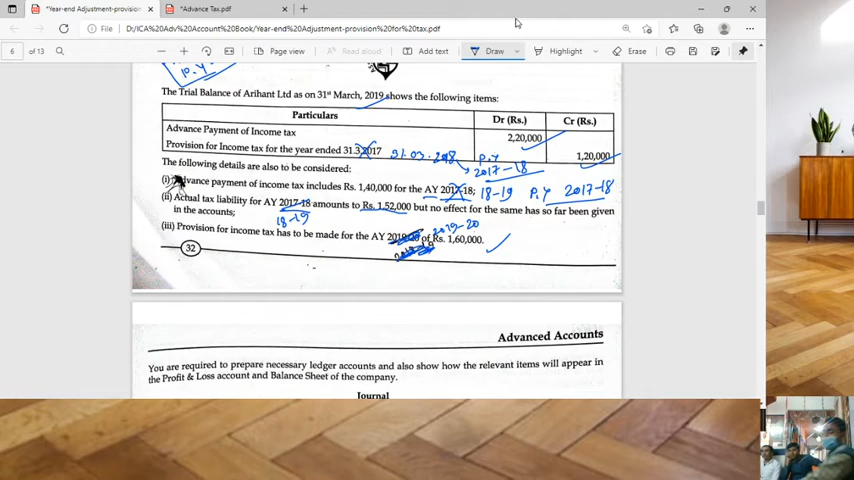 *Year-end Adjustment-provision
*Advance Tax.pdf
File
D:/ICA%20Adv%20Account%20Book/Year-end%20Adjustment-provision%20for%20tax.pdf
6 of 13
Page view
Read aloud
Add text
Draw
Highlight
Erase
P.Y.
The Trial Balance of Arihant Ltd as on 31st March, 2019 shows the following items:
Particulars Dr (Rs.) Cr (Rs.)
Advance Payment of Income tax 2,20,000
Provision for Income tax for the year ended 31.3.2017 31.03.2018 P.Y 2017-18 1,20,000
The following details are also to be considered:
(i) Advance payment of income tax includes Rs. 1,40,000 for the AY 2017-18; 18-19 P.Y 2017-18
(ii) Actual tax liability for AY 2017-18 amounts to Rs. 1,52,000 but no effect for the same has so far been given
in the accounts; 18-19
(iii) Provision for income tax has to be made for the AY 2019-20 of Rs. 1,60,000.
32
Advanced Accounts
You are required to prepare necessary ledger accounts and also show how the relevant items will appear in
the Profit & Loss account and Balance Sheet of the company.
Journal